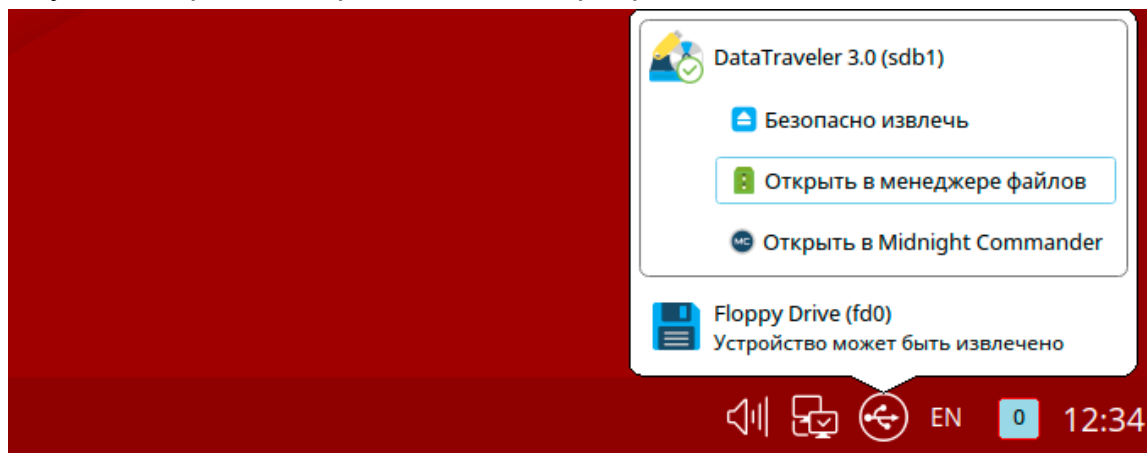 DataTraveler 3.0 (sdb1)
Безопасно извлечь
Открыть в менеджере файлов
MC Открыть в Midnight Commander
Floppy Drive (fd0)
Устройство может быть извлечено
EN 0 12:34